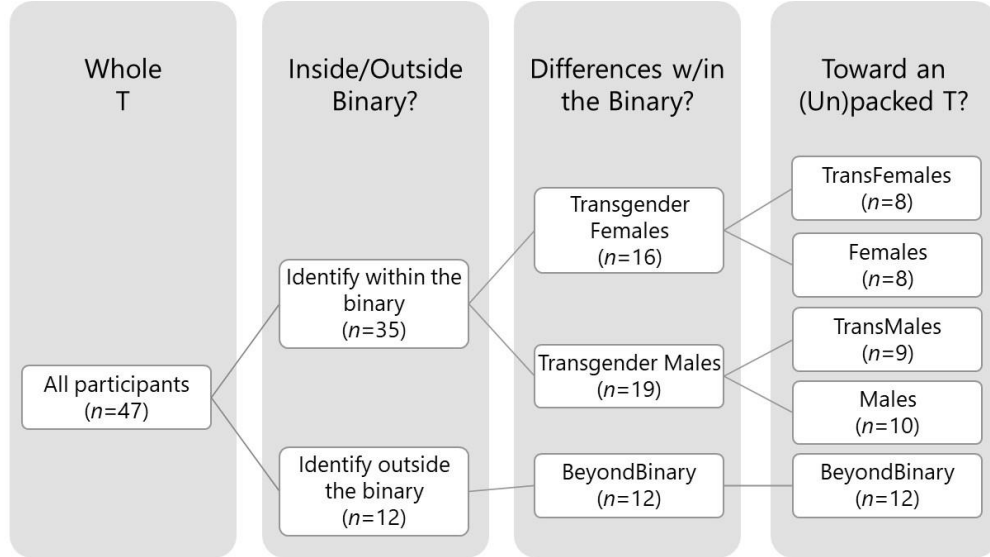 Whole
T
Inside/Outside
Binary?
Differences w/in
the Binary?
Toward an
(Un)packed T?
All participants
(n=47)
Identify within the
binary
(n=35)
Identify outside
the binary
(n=12)
Transgender
Females
(n=16)
Transgender Males
(n=19)
BeyondBinary
(n=12)
TransFemales
(n=8)
Females
(n=8)
TransMales
(n=9)
Males
(n=10)
BeyondBinary
(n=12)